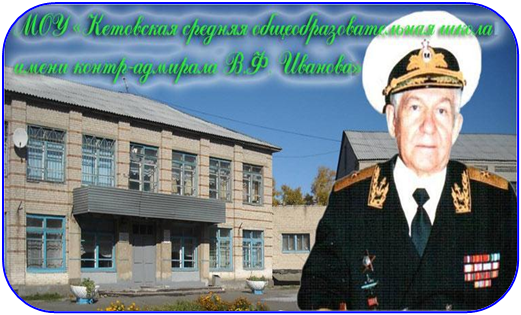 МОУ « Кетовская средняя общеобразовательная школа
имени контр-адмирала В.Ф. Иванова»